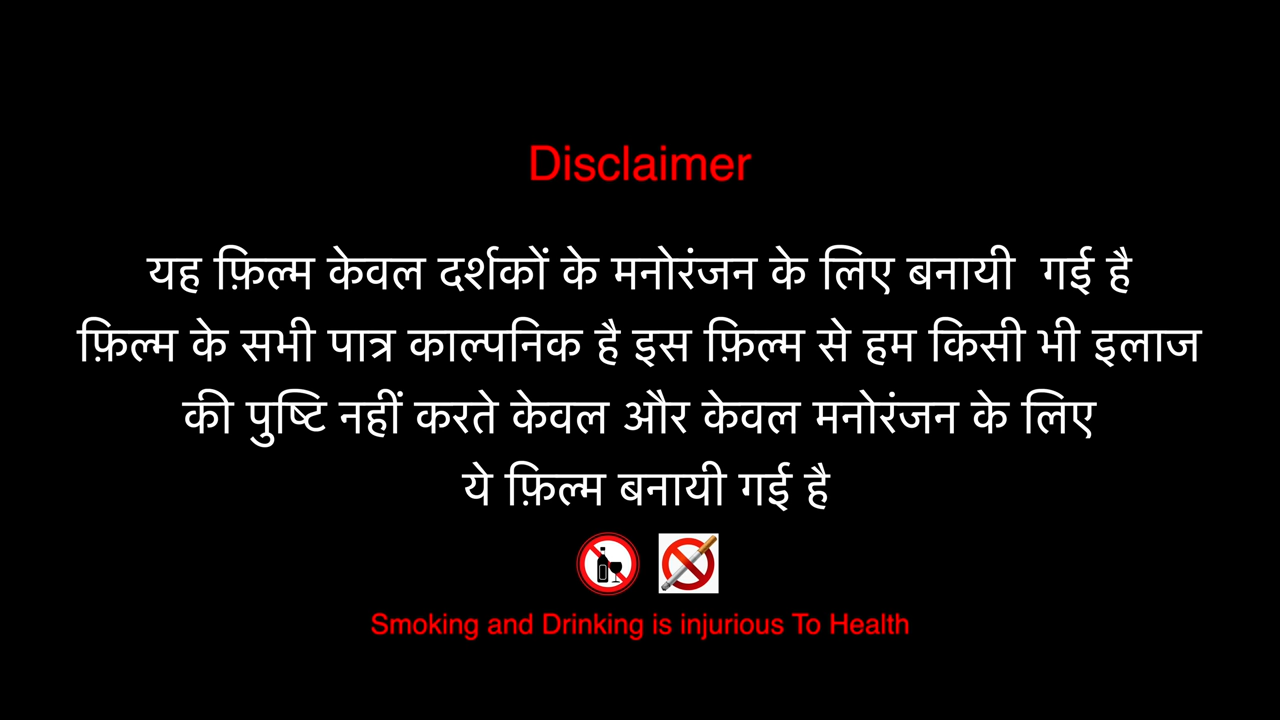 Disclaimer
यह फ़िल्म केवल दर्शकों के मनोरंजन के लिए बनायी  गई है
फ़िल्म के सभी पात्र काल्पनिक है इस फ़िल्म से हम किसी भी इलाज
की पुष्टि नहीं करते केवल और केवल मनोरंजन के लिए
ये फ़िल्म बनायी गई है
Smoking and Drinking is injurious To Health